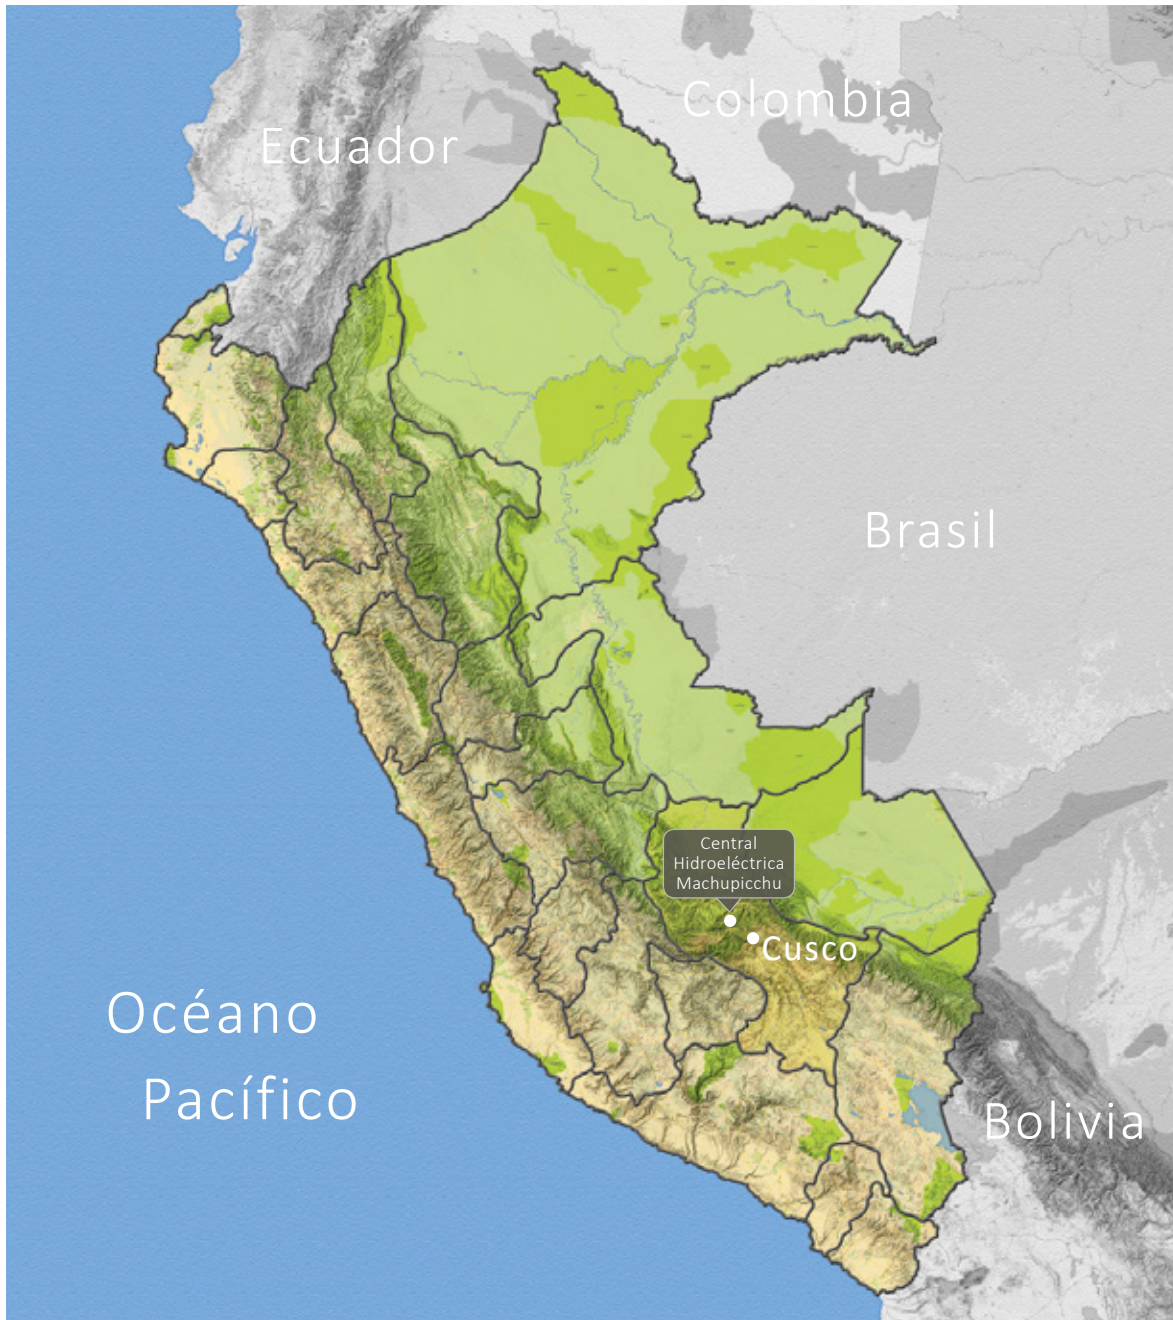 Colombia
Ecuador
Brasil
Central
Hidroeléctrica
Machupicchu
Cusco
Océano
Pacífico
Bolivia